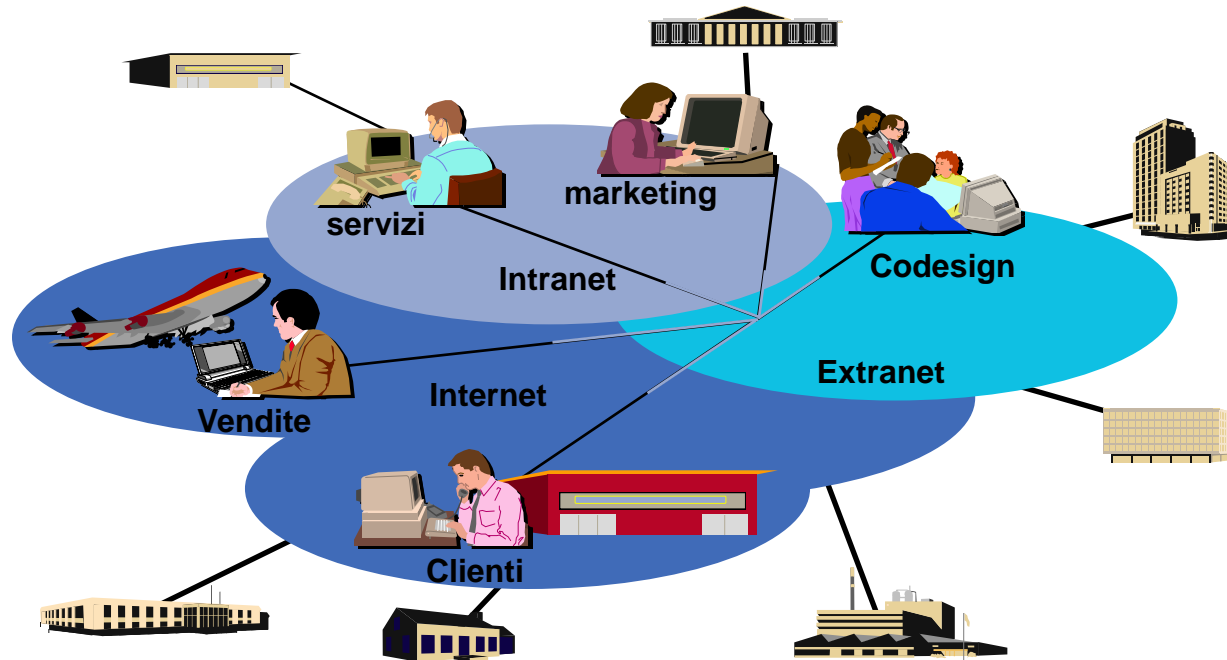 marketing
servizi
Codesign
Intranet
Extranet
Internet
Vendite
Clienti